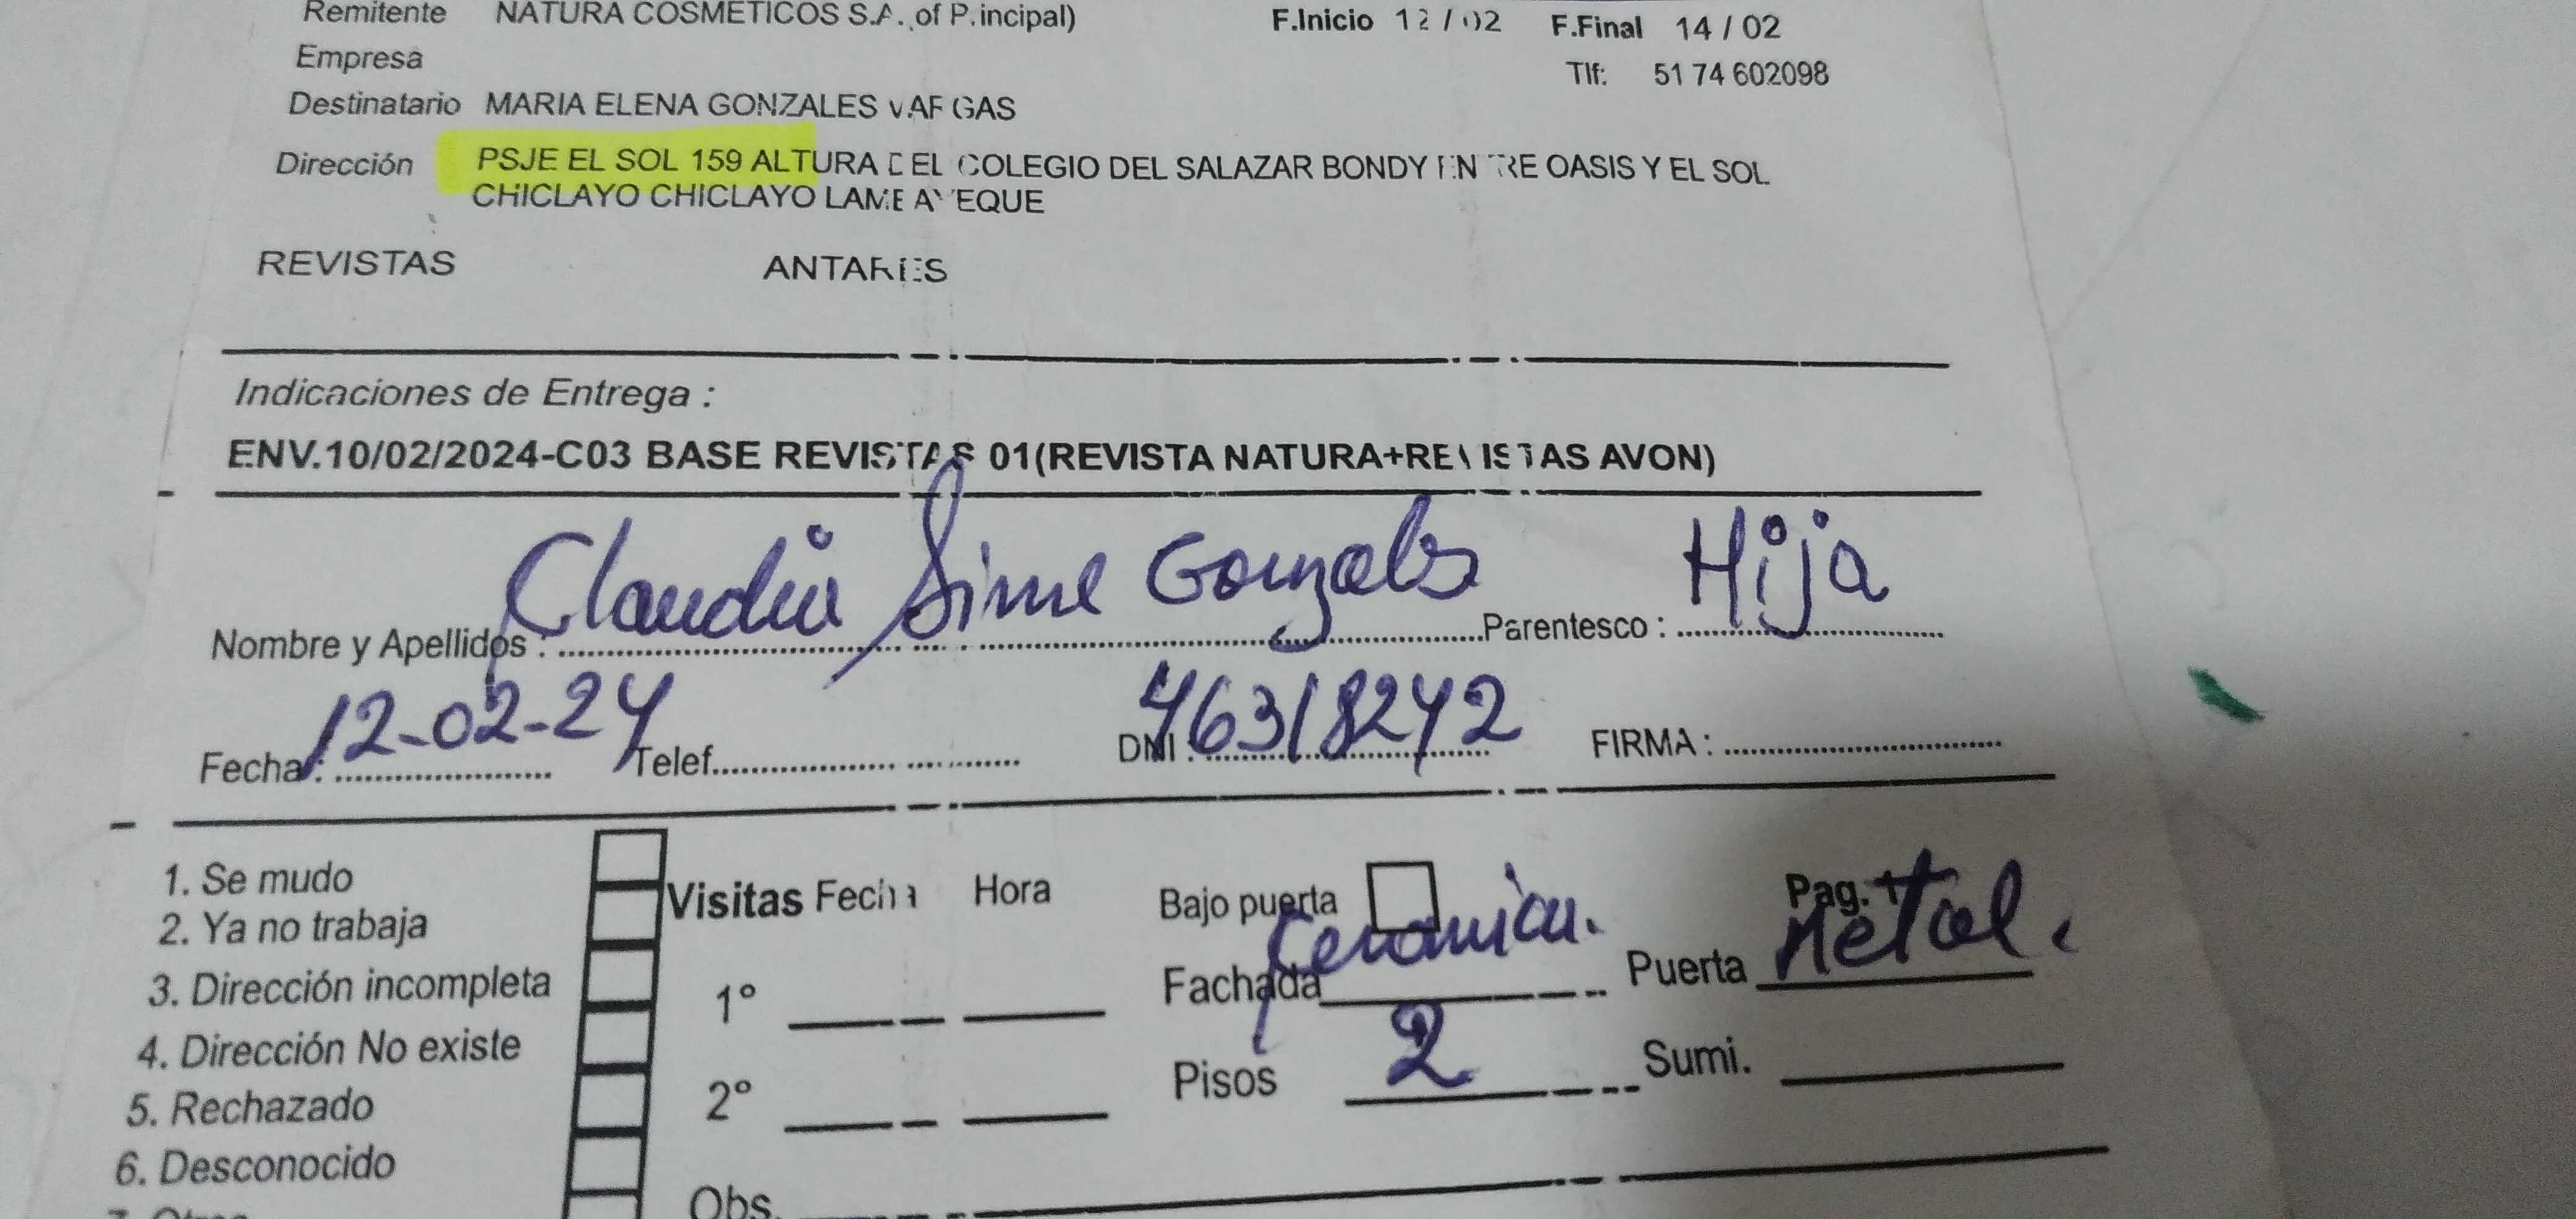 Remitente NATURA COSMETICOS S.A. of Principal) F.Inicio 12 / 02 F.Final 14 / 02
Empresa Tlf: 51 74 602098
Destinatario MARIA ELENA GONZALES VARGAS
Dirección PSJE EL SOL 159 ALTURA DEL COLEGIO DEL SALAZAR BONDY ENTRE OASIS Y EL SOL
CHICLAYO CHICLAYO LAMBAYEQUE
REVISTAS ANTARES
Indicaciones de Entrega :
ENV.10/02/2024-C03 BASE REVISTAS 01(REVISTA NATURA+REVISTAS AVON)
Nombre y Apellidos : Claudia Sime Gonzales Parentesco : Hija
Fecha : 12-02-24 Telef. DNI : 46318242 FIRMA :
1. Se mudo
2. Ya no trabaja
3. Dirección incompleta
4. Dirección No existe
5. Rechazado
6. Desconocido
Visitas Fecha Hora
1°
2°
Obs.
Bajo puerta Pag.
Fachada Ceramica. Puerta Metal.
Pisos 2 Sumi.